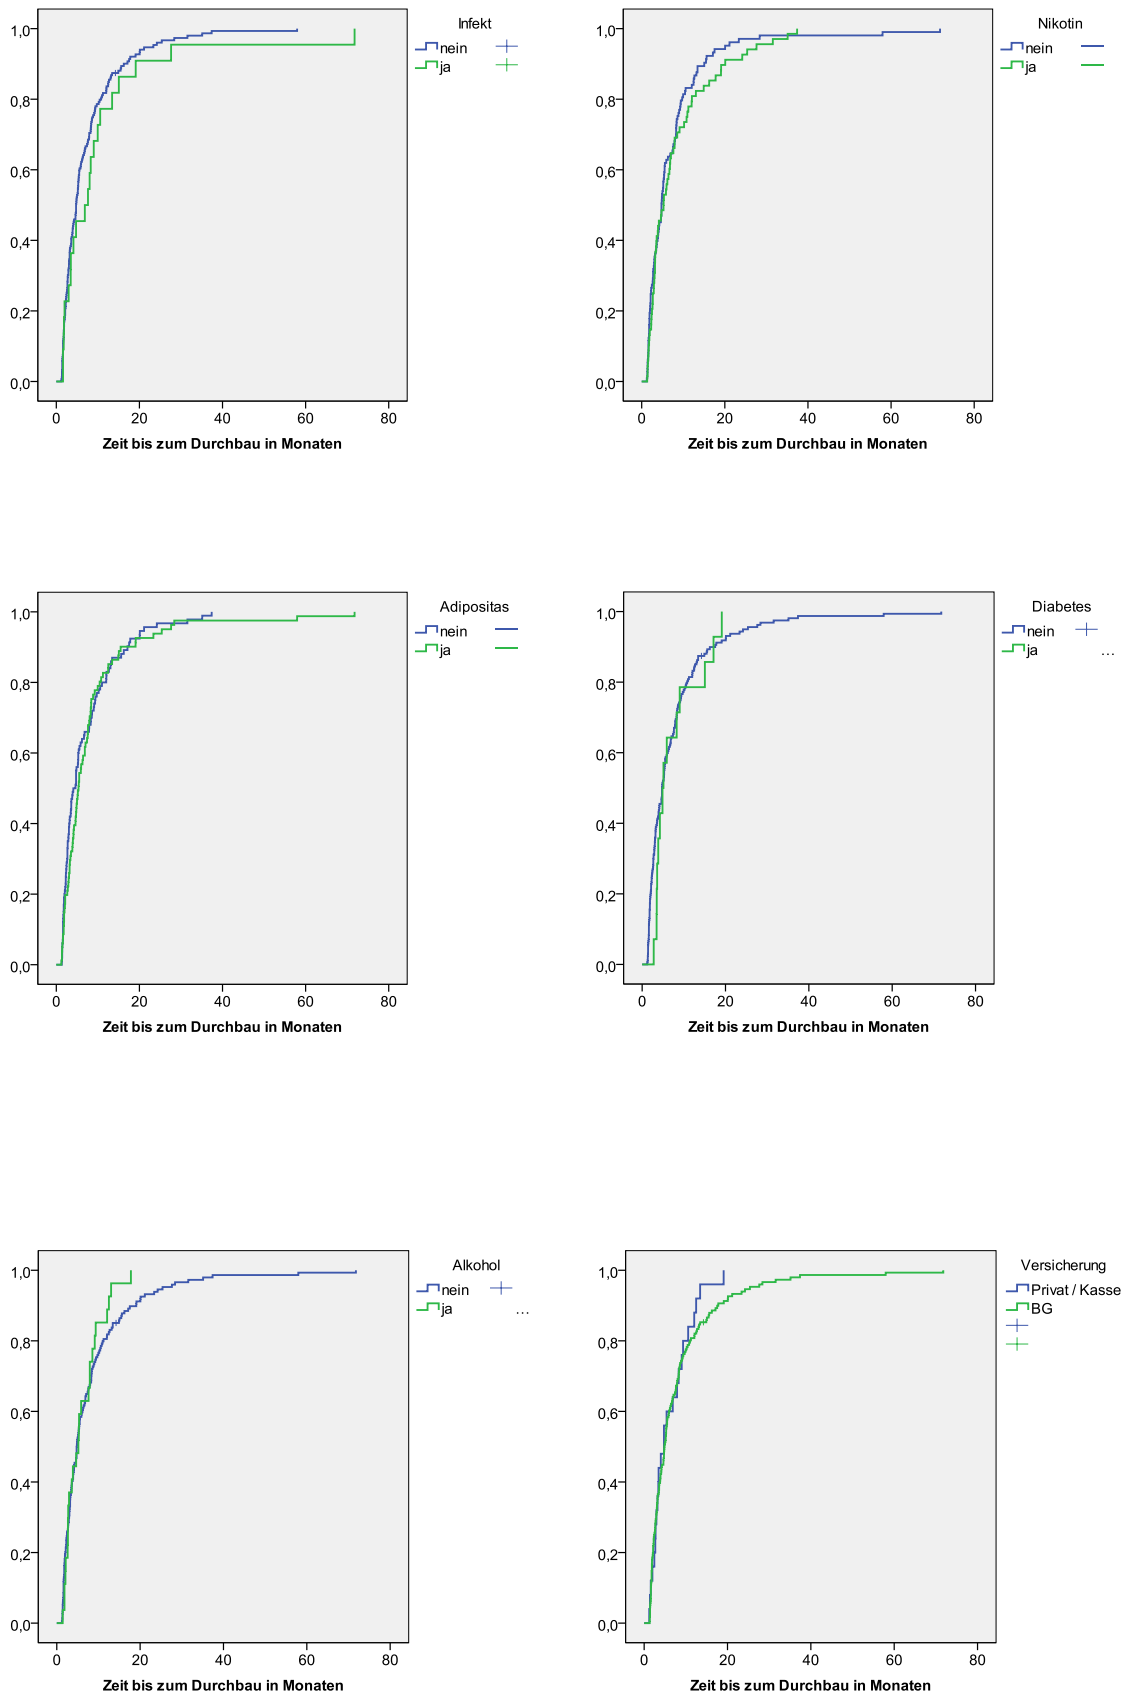 Infekt
nein
ja
1,0
0,8
0,6
0,4
0,2
0,0
0 20 40 60 80
Zeit bis zum Durchbau in Monaten
Nikotin
nein
ja
1,0
0,8
0,6
0,4
0,2
0,0
0 20 40 60 80
Zeit bis zum Durchbau in Monaten
Adipositas
nein
ja
1,0
0,8
0,6
0,4
0,2
0,0
0 20 40 60 80
Zeit bis zum Durchbau in Monaten
Diabetes
nein
ja ...
1,0
0,8
0,6
0,4
0,2
0,0
0 20 40 60 80
Zeit bis zum Durchbau in Monaten
Alkohol
nein
ja ...
1,0
0,8
0,6
0,4
0,2
0,0
0 20 40 60 80
Zeit bis zum Durchbau in Monaten
Versicherung
Privat / Kasse
BG
1,0
0,8
0,6
0,4
0,2
0,0
0 20 40 60 80
Zeit bis zum Durchbau in Monaten